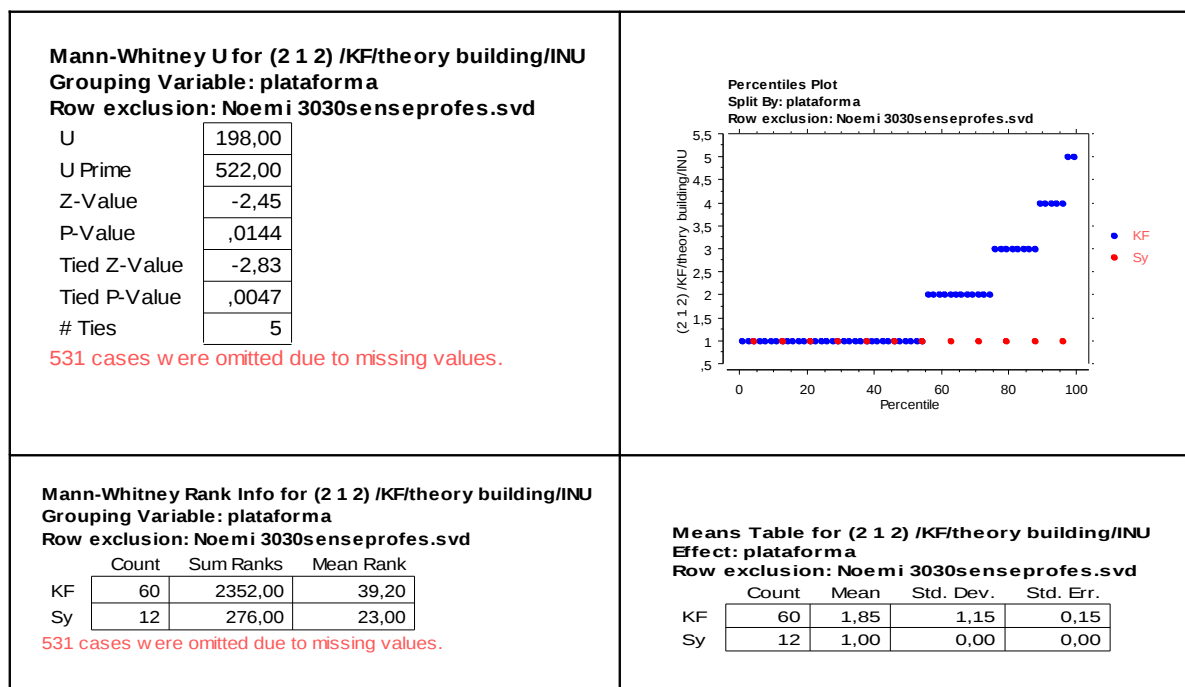 Mann-Whitney U for (2 1 2) /KF/theory building/INU
Grouping Variable: plataforma
Row exclusion: Noemi 3030senseprofes.svd
U 198,00
U Prime 522,00
Z-Value -2,45
P-Value ,0144
Tied Z-Value -2,83
Tied P-Value ,0047
# Ties 5
531 cases were omitted due to missing values.
Percentiles Plot
Split By: plataforma
Row exclusion: Noemi 3030senseprofes.svd
(2 1 2) /KF/theory building/INU
5,5
5
4,5
4
3,5
3
2,5
2
1,5
1
,5
0 20 40 60 80 100
Percentile
KF
Sy
Mann-Whitney Rank Info for (2 1 2) /KF/theory building/INU
Grouping Variable: plataforma
Row exclusion: Noemi 3030senseprofes.svd
Count Sum Ranks Mean Rank
KF 60 2352,00 39,20
Sy 12 276,00 23,00
531 cases were omitted due to missing values.
Means Table for (2 1 2) /KF/theory building/INU
Effect: plataforma
Row exclusion: Noemi 3030senseprofes.svd
Count Mean Std. Dev. Std. Err.
KF 60 1,85 1,15 0,15
Sy 12 1,00 0,00 0,00